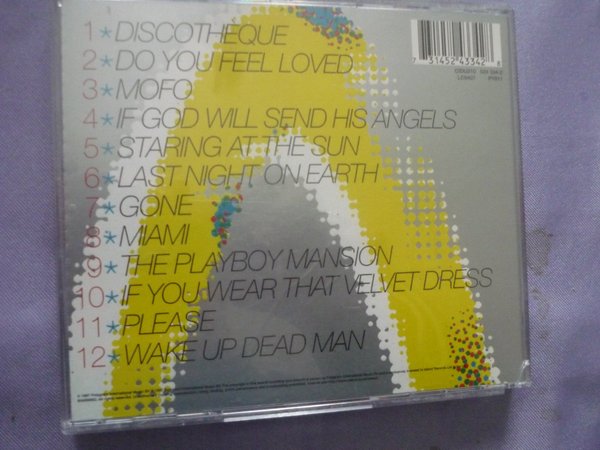 1*DISCOTHEQUE
2*DO YOU FEEL LOVED
3*MOFO
4*IF GOD WILL SEND HIS ANGELS
5*STARING AT THE SUN
6*LAST NIGHT ON EARTH
7*GONE
8*MIAMI
9*THE PLAYBOY MANSION
10*IF YOU WEAR THAT VELVET DRESS
11*PLEASE
12*WAKE UP DEAD MAN
7 31452 43342 8